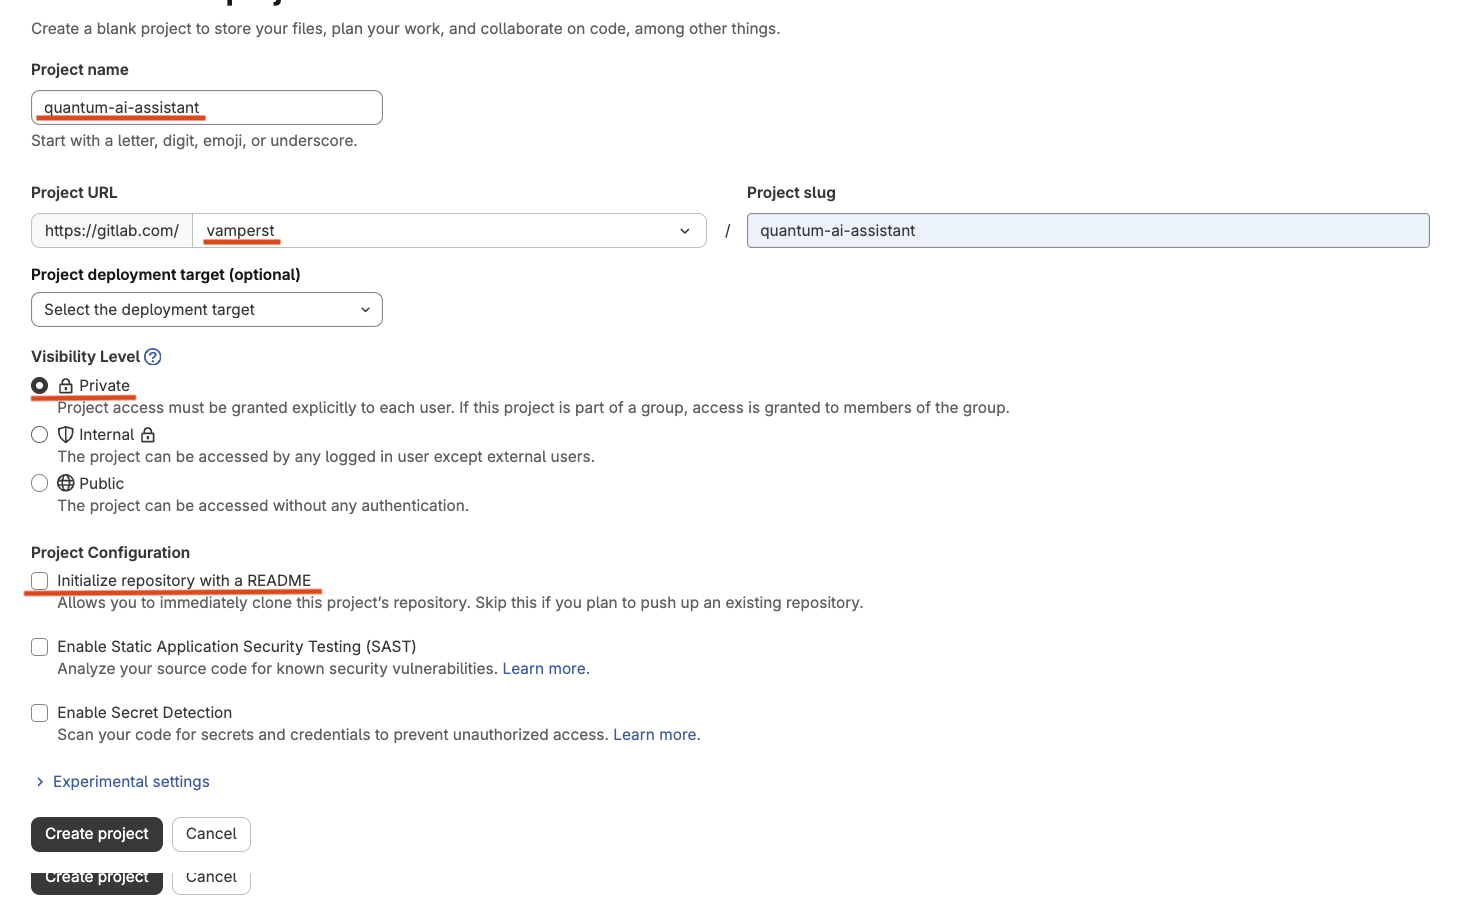 Create a blank project to store your files, plan your work, and collaborate on code, among other things.
Project name
quantum-ai-assistant
Start with a letter, digit, emoji, or underscore.
Project URL
Project slug
https://gitlab.com/ vamperst / quantum-ai-assistant
Project deployment target (optional)
Select the deployment target
Visibility Level
Private
Project access must be granted explicitly to each user. If this project is part of a group, access is granted to members of the group.
Internal
The project can be accessed by any logged in user except external users.
Public
The project can be accessed without any authentication.
Project Configuration
Initialize repository with a README
Allows you to immediately clone this project’s repository. Skip this if you plan to push up an existing repository.
Enable Static Application Security Testing (SAST)
Analyze your source code for known security vulnerabilities. Learn more.
Enable Secret Detection
Scan your code for secrets and credentials to prevent unauthorized access. Learn more.
Experimental settings
Create project Cancel
Create project Cancel